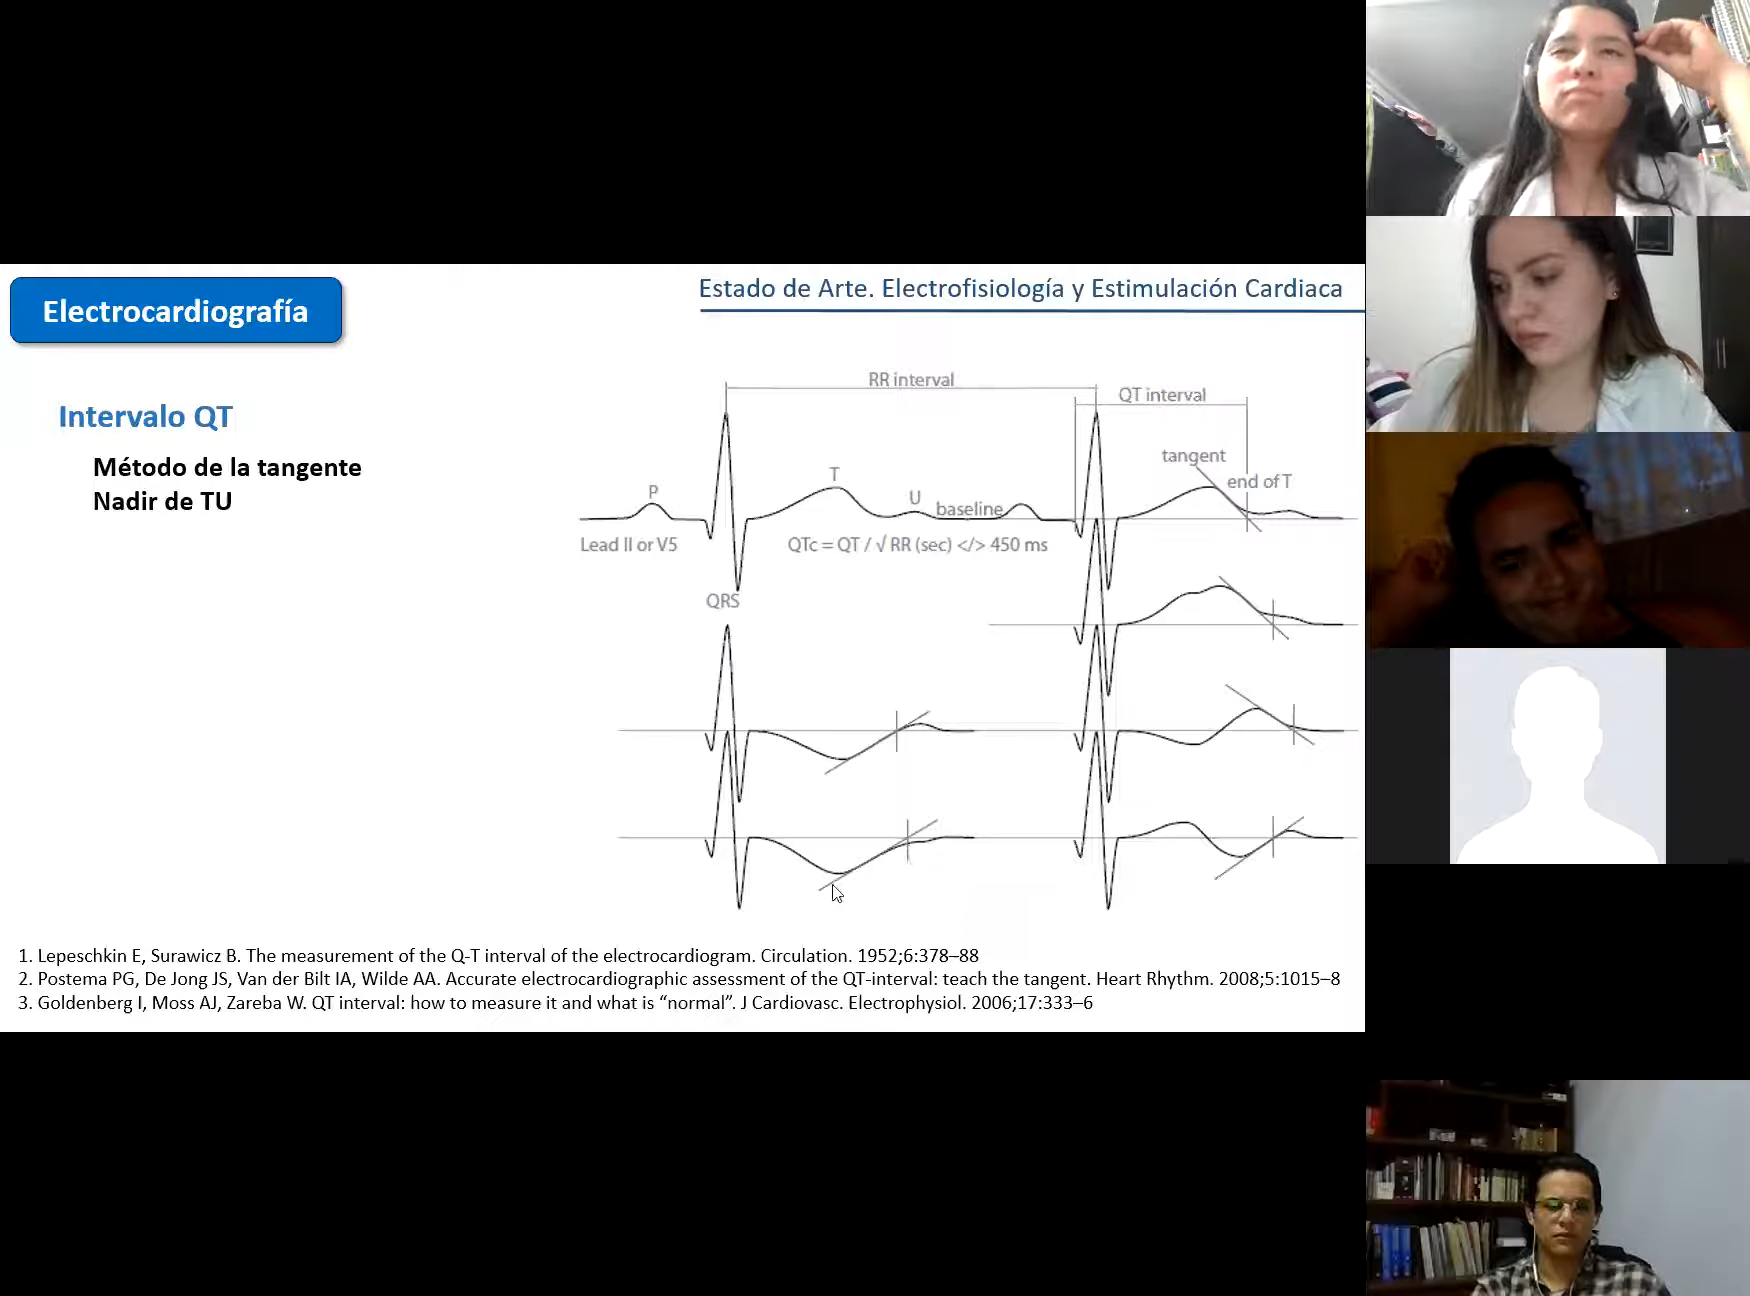 Electrocardiografía
Estado de Arte. Electrofisiología y Estimulación Cardiaca
Intervalo QT
Método de la tangente
Nadir de TU
RR interval
QT interval
tangent
end of T
P
T
U
baseline
Lead II or V5
QTc = QT / √ RR (sec) </> 450 ms
QRS
1. Lepeschkin E, Surawicz B. The measurement of the Q-T interval of the electrocardiogram. Circulation. 1952;6:378–88
2. Postema PG, De Jong JS, Van der Bilt IA, Wilde AA. Accurate electrocardiographic assessment of the QT-interval: teach the tangent. Heart Rhythm. 2008;5:1015–8
3. Goldenberg I, Moss AJ, Zareba W. QT interval: how to measure it and what is “normal”. J Cardiovasc. Electrophysiol. 2006;17:333–6